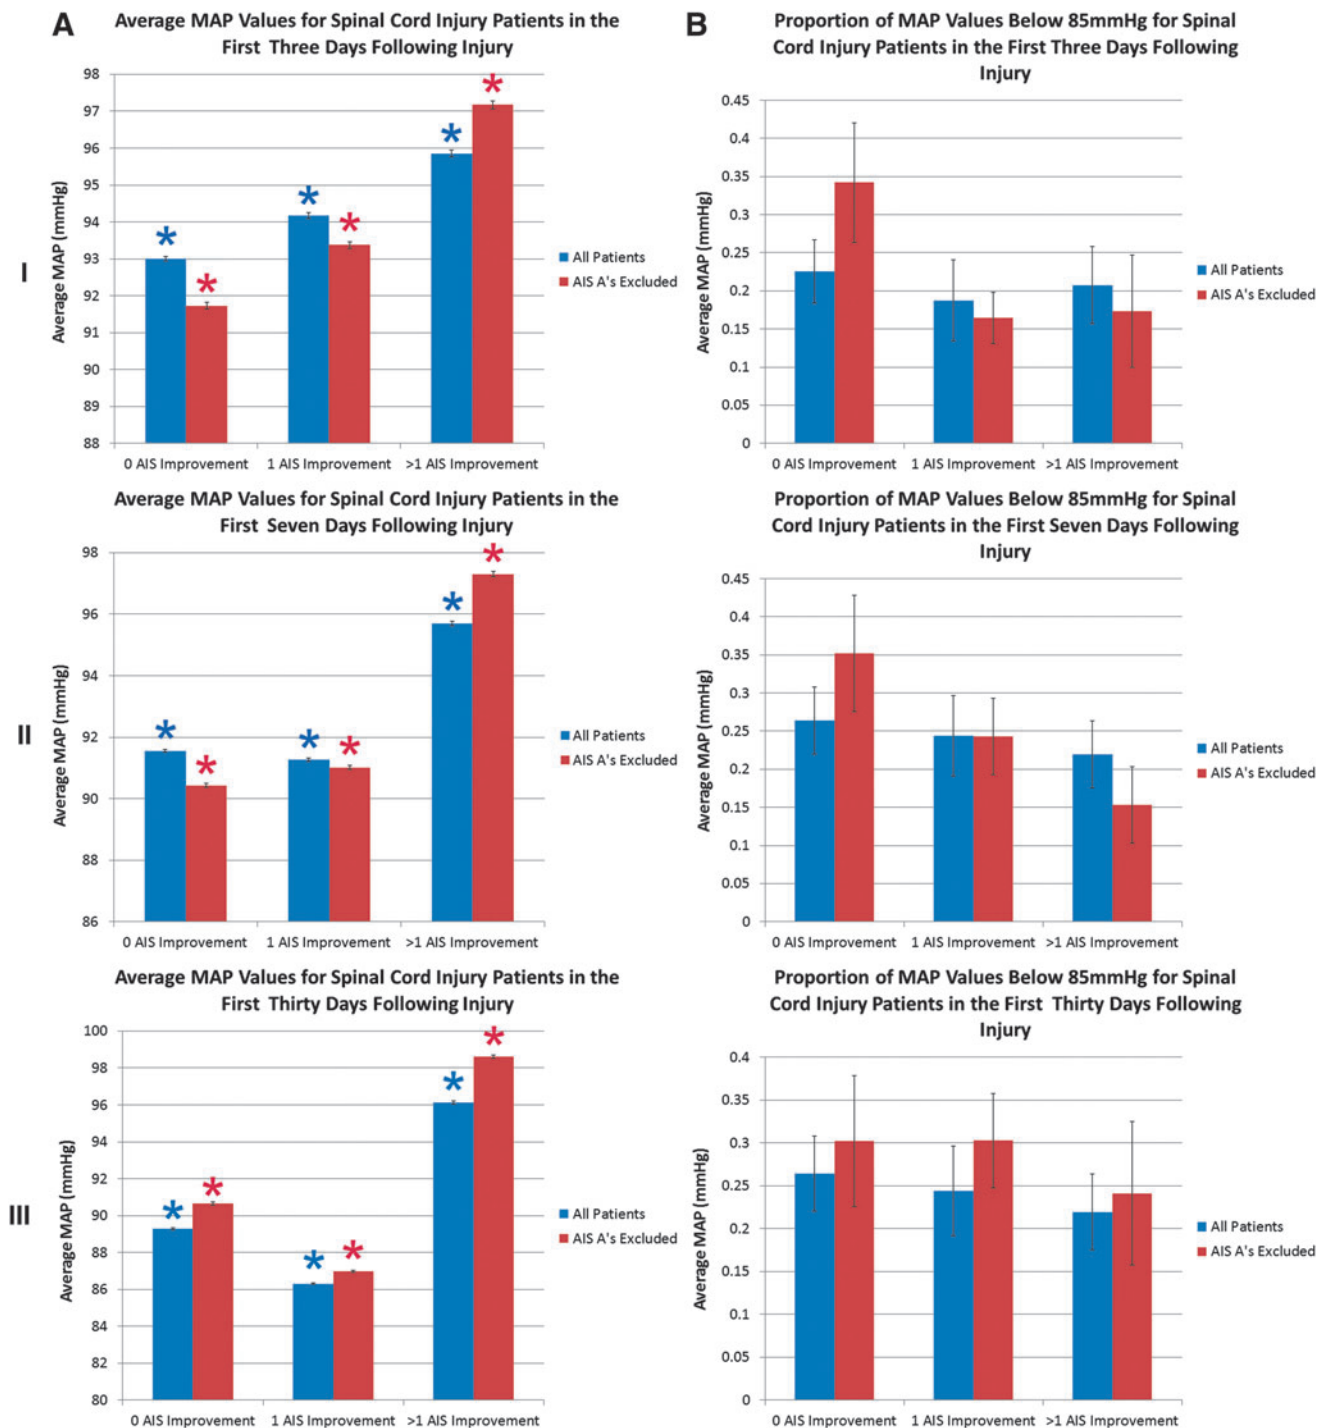 A
Average MAP Values for Spinal Cord Injury Patients in the
First Three Days Following Injury
98
97
96
95
94
93
92
91
90
89
88
Average MAP (mmHg)
* * * * * *
0 AIS Improvement 1 AIS Improvement >1 AIS Improvement
All Patients
AIS A's Excluded
I
B
Proportion of MAP Values Below 85mmHg for Spinal
Cord Injury Patients in the First Three Days Following
Injury
0.45
0.4
0.35
0.3
0.25
0.2
0.15
0.1
0.05
0
Average MAP (mmHg)
0 AIS Improvement 1 AIS Improvement >1 AIS Improvement
All Patients
AIS A's Excluded
Average MAP Values for Spinal Cord Injury Patients in the
First Seven Days Following Injury
98
96
94
92
90
88
86
Average MAP (mmHg)
* * * * * *
0 AIS Improvement 1 AIS Improvement >1 AIS Improvement
All Patients
AIS A's Excluded
II
Proportion of MAP Values Below 85mmHg for Spinal
Cord Injury Patients in the First Seven Days Following
Injury
0.45
0.4
0.35
0.3
0.25
0.2
0.15
0.1
0.05
0
Average MAP (mmHg)
0 AIS Improvement 1 AIS Improvement >1 AIS Improvement
All Patients
AIS A's Excluded
Average MAP Values for Spinal Cord Injury Patients in the
First Thirty Days Following Injury
100
98
96
94
92
90
88
86
84
82
80
Average MAP (mmHg)
* * * * * *
0 AIS Improvement 1 AIS Improvement >1 AIS Improvement
All Patients
AIS A's Excluded
III
Proportion of MAP Values Below 85mmHg for Spinal
Cord Injury Patients in the First Thirty Days Following
Injury
0.4
0.35
0.3
0.25
0.2
0.15
0.1
0.05
0
Average MAP (mmHg)
0 AIS Improvement 1 AIS Improvement >1 AIS Improvement
All Patients
AIS A's Excluded